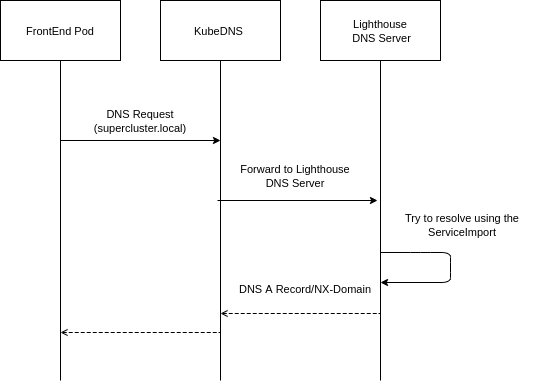 FrontEnd Pod
KubeDNS
Lighthouse
DNS Server
DNS Request
(supercluster.local)
Forward to Lighthouse
DNS Server
Try to resolve using the
ServiceImport
DNS A Record/NX-Domain